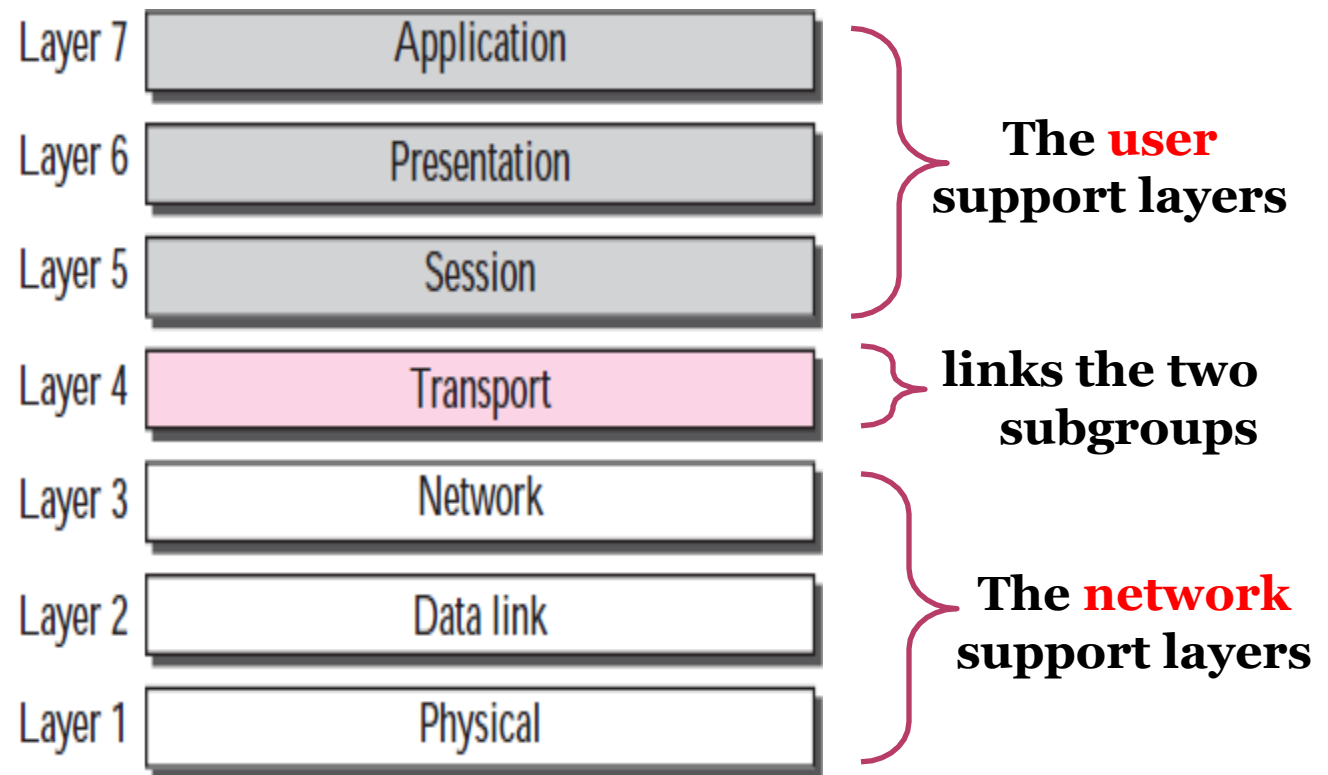 Layer 7 Application
Layer 6 Presentation
Layer 5 Session
The user
support layers
Layer 4 Transport
links the two
subgroups
Layer 3 Network
Layer 2 Data link
Layer 1 Physical
The network
support layers